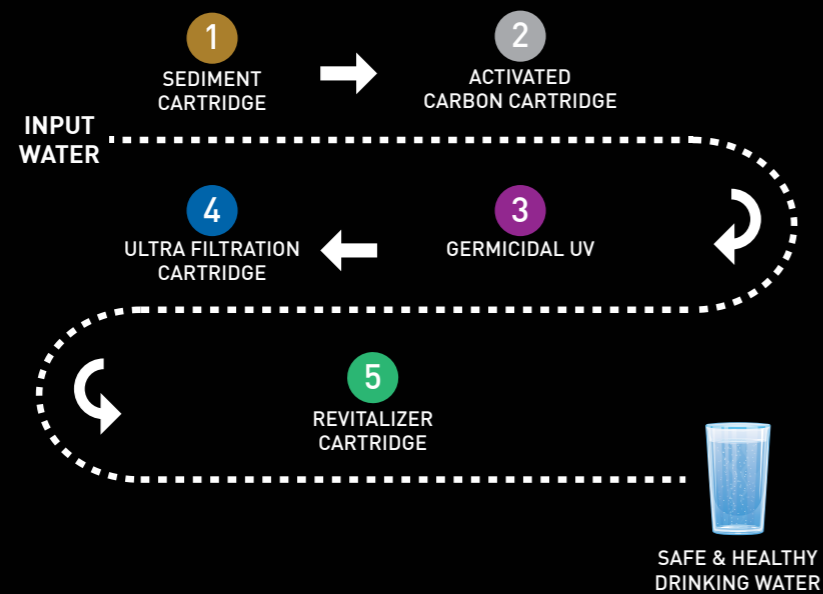 1
SEDIMENT
CARTRIDGE
2
ACTIVATED
CARBON CARTRIDGE
INPUT
WATER
3
GERMICIDAL UV
4
ULTRA FILTRATION
CARTRIDGE
5
REVITALIZER
CARTRIDGE
SAFE & HEALTHY
DRINKING WATER